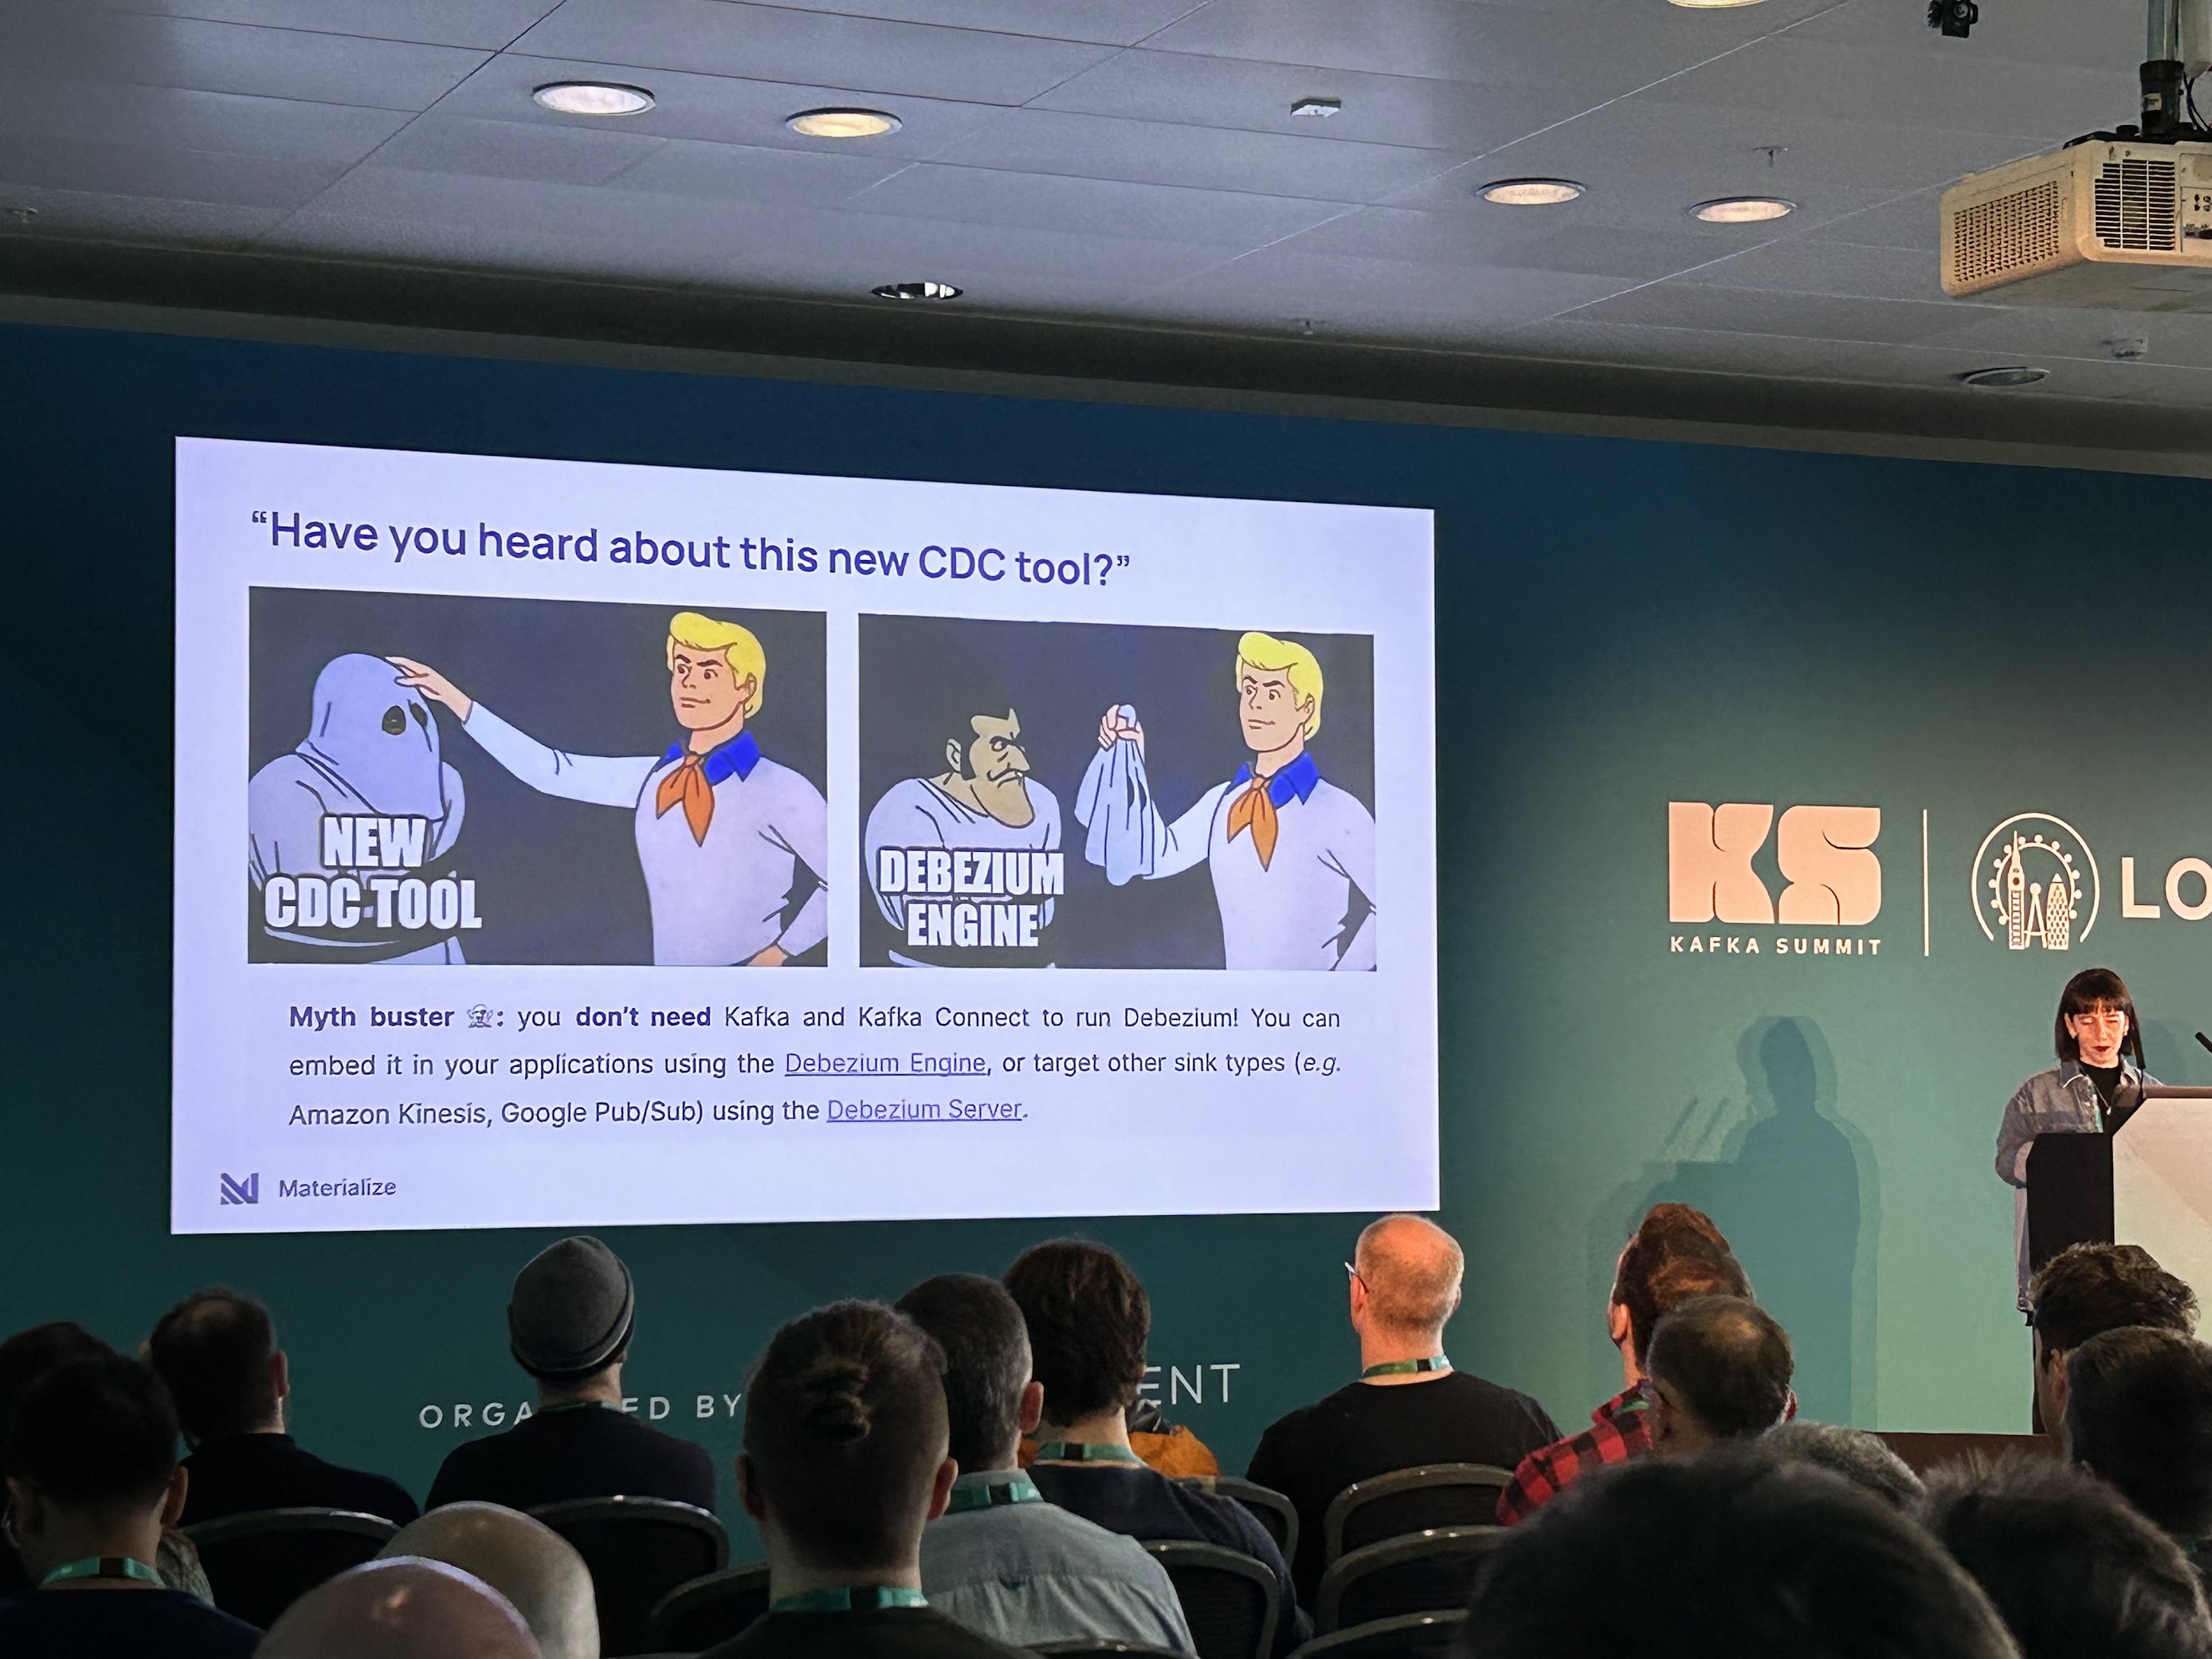 “Have you heard about this new CDC tool?”
NEW
CDC TOOL
DEBEZIUM
ENGINE
Myth buster : you don't need Kafka and Kafka Connect to run Debezium! You can
embed it in your applications using the Debezium Engine, or target other sink types (e.g.
Amazon Kinesis, Google Pub/Sub) using the Debezium Server.
Materialize
KS
KAFKA SUMMIT
LO
ORGA ED BY ENT